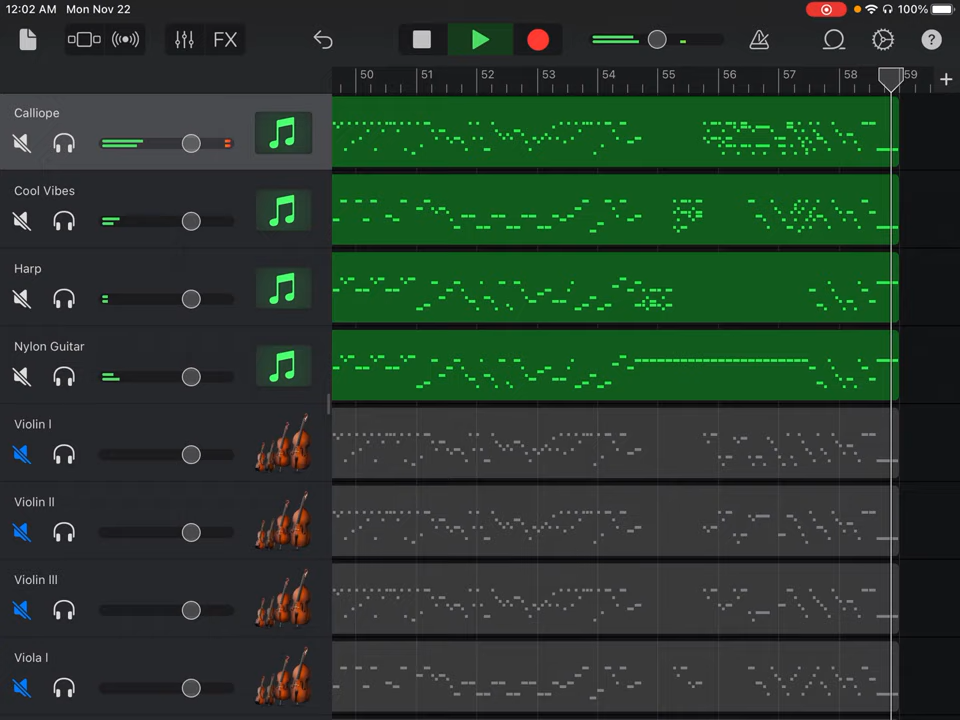 12:02 AM Mon Nov 22 100%
FX ?
50 51 52 53 54 55 56 57 58 59 +
Calliope
Cool Vibes
Harp
Nylon Guitar
Violin I
Violin II
Violin III
Viola I